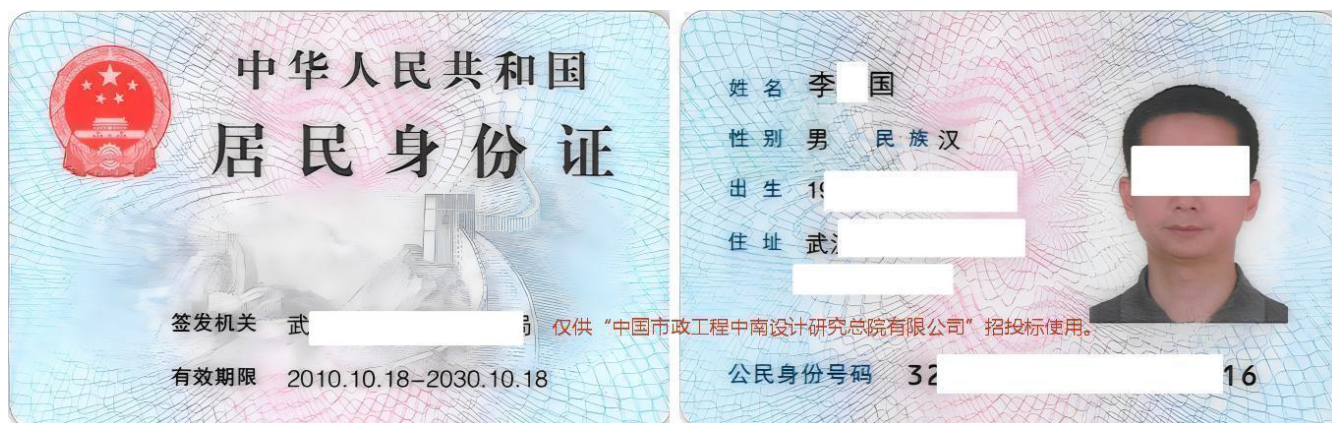 中华人民共和国
居民身份证
签发机关 武 局
有效期限 2010.10.18-2030.10.18
仅供“中国市政工程中南设计研究总院有限公司”招投标使用。
姓名 李 国
性别 男 民族 汉
出生 19
住址 武
公民身份号码 32 16